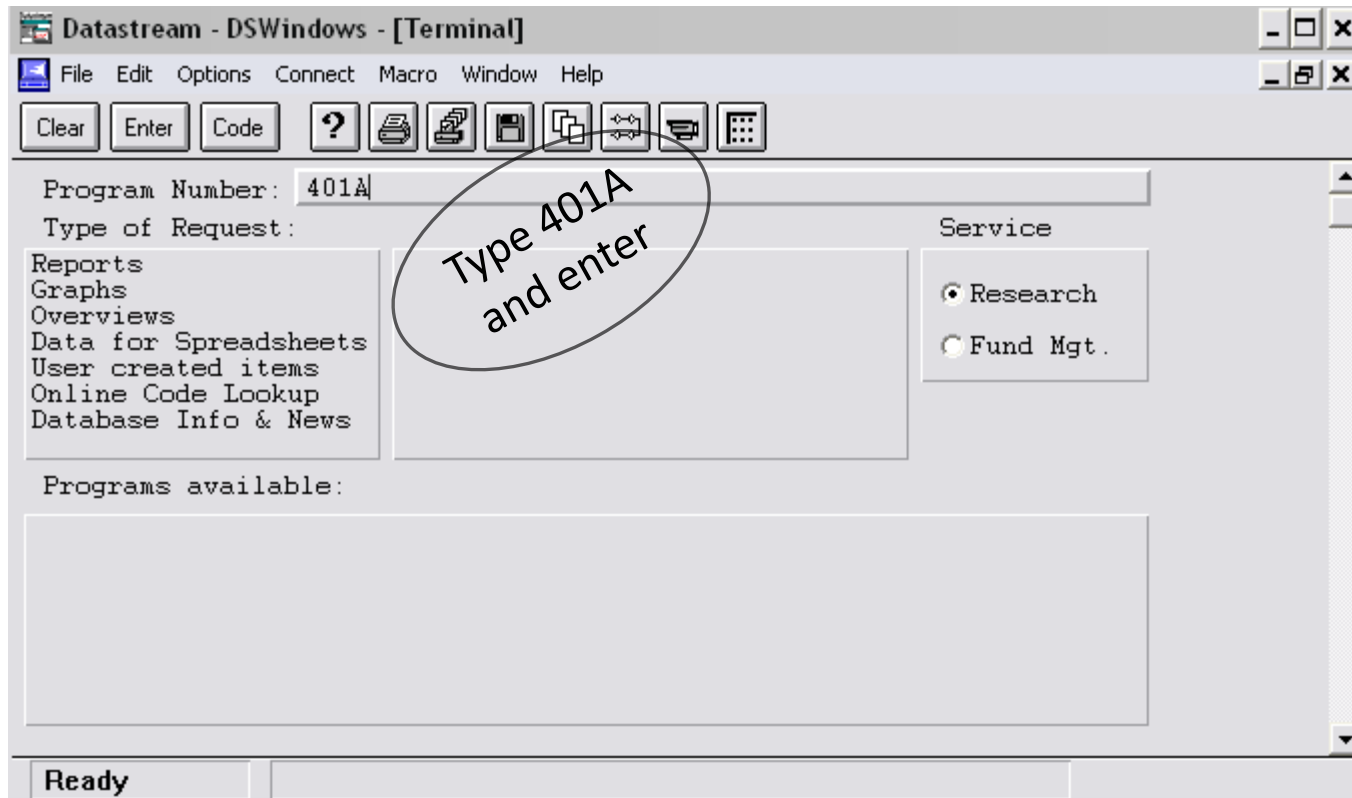 Datastream - DSWindows - [Terminal]
File Edit Options Connect Macro Window Help
Clear Enter Code ?
Program Number: 401A
Type of Request:
Service
Reports
Graphs
Overviews
Data for Spreadsheets
User created items
Online Code Lookup
Database Info & News
Type 401A
and enter
Research
Fund Mgt.
Programs available:
Ready